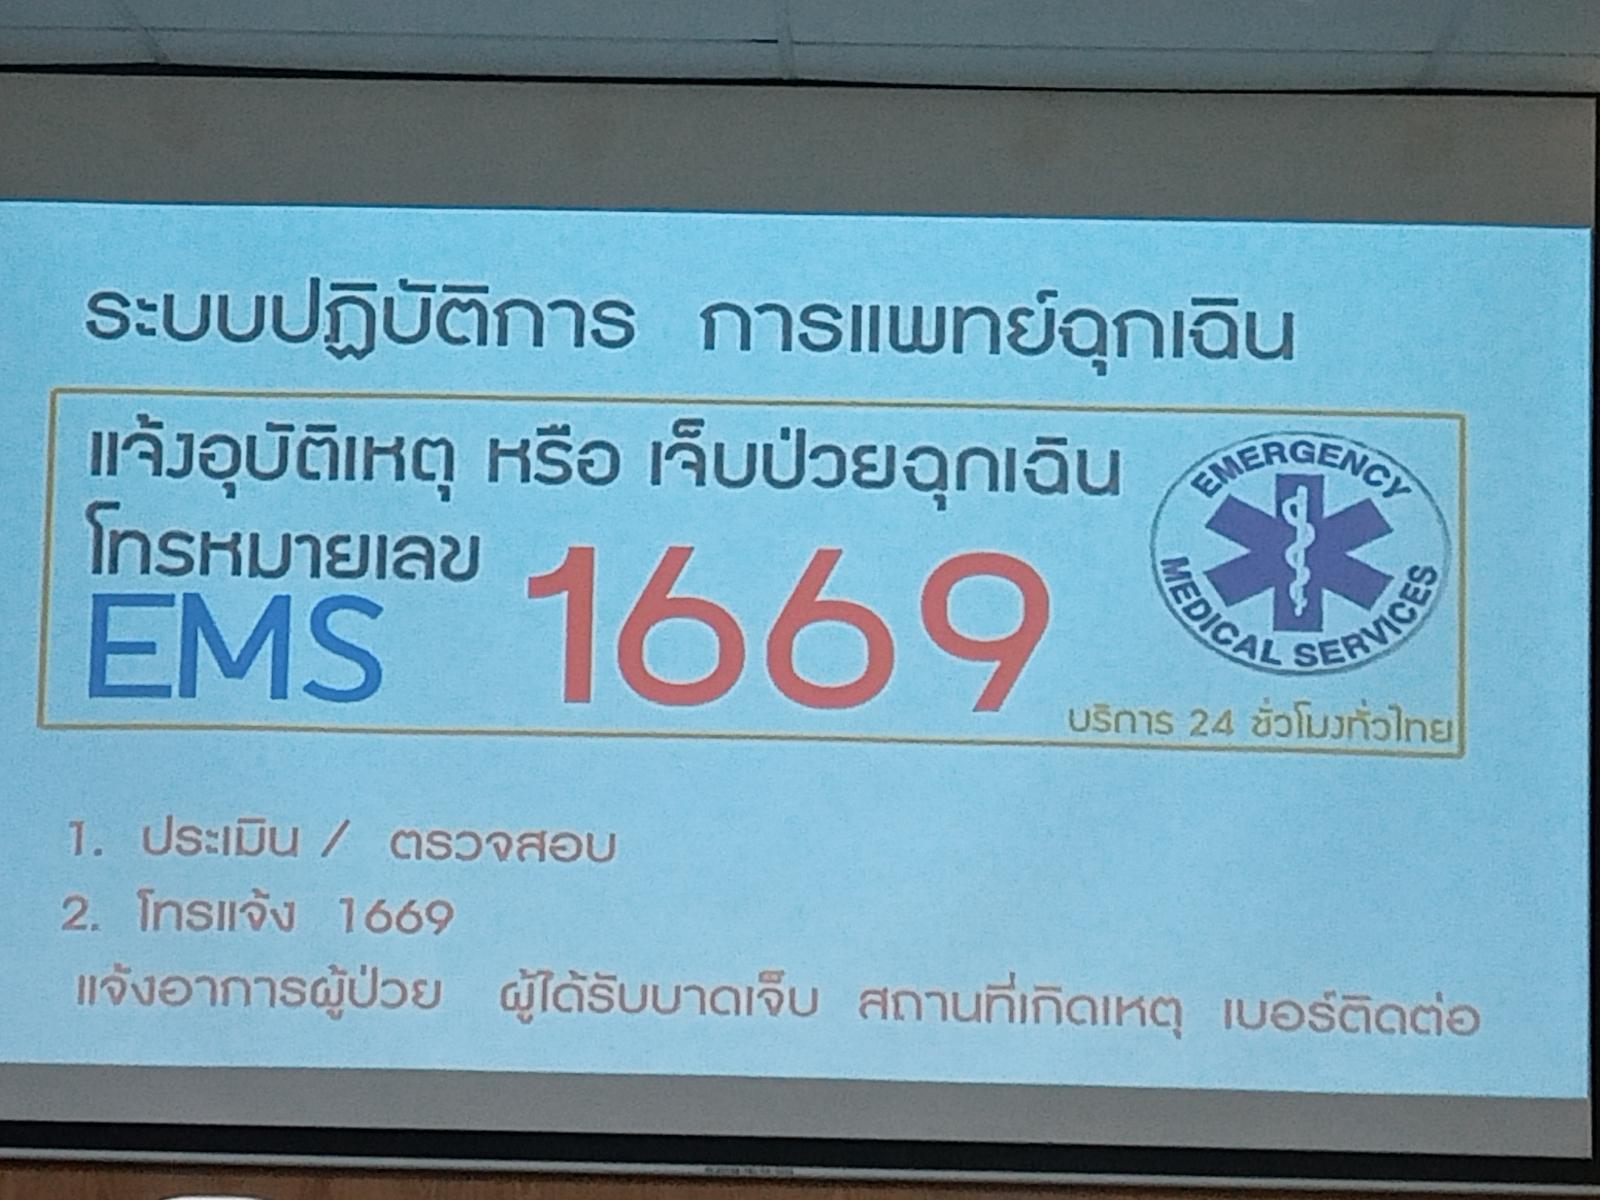 ระบบปฏิบัติการ การแพทย์ฉุกเฉิน
แจ้งอุบัติเหตุ หรือ เจ็บป่วยฉุกเฉิน
โทรหมายเลข
EMS 1669
EMERGENCY
MEDICAL SERVICES
บริการ 24 ชั่วโมงทั่วไทย
1. ประเมิน / ตรวจสอบ
2. โทรแจ้ง 1669
แจ้งอาการผู้ป่วย ผู้ได้รับบาดเจ็บ สถานที่เกิดเหตุ เบอร์ติดต่อ